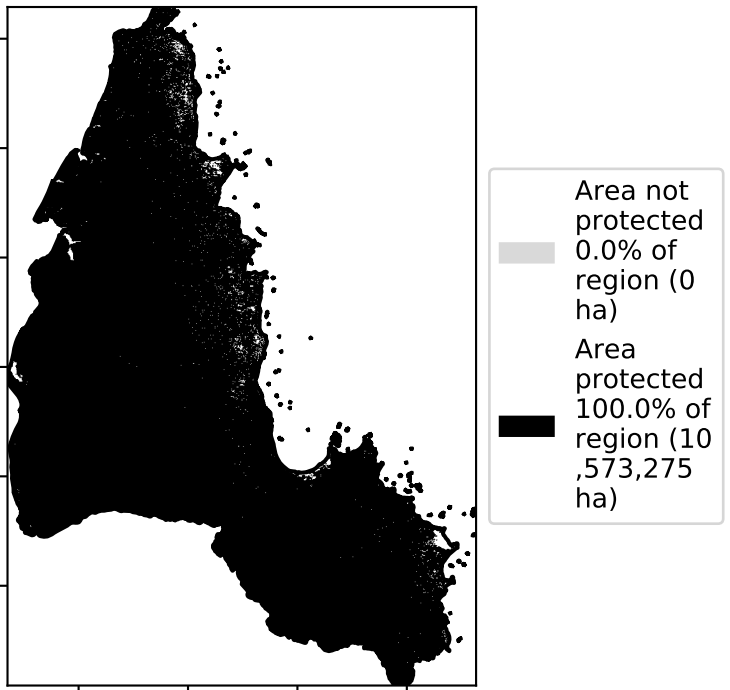 Area not
protected
0.0% of
region (0
ha)
Area
protected
100.0% of
region (10
,573,275
ha)